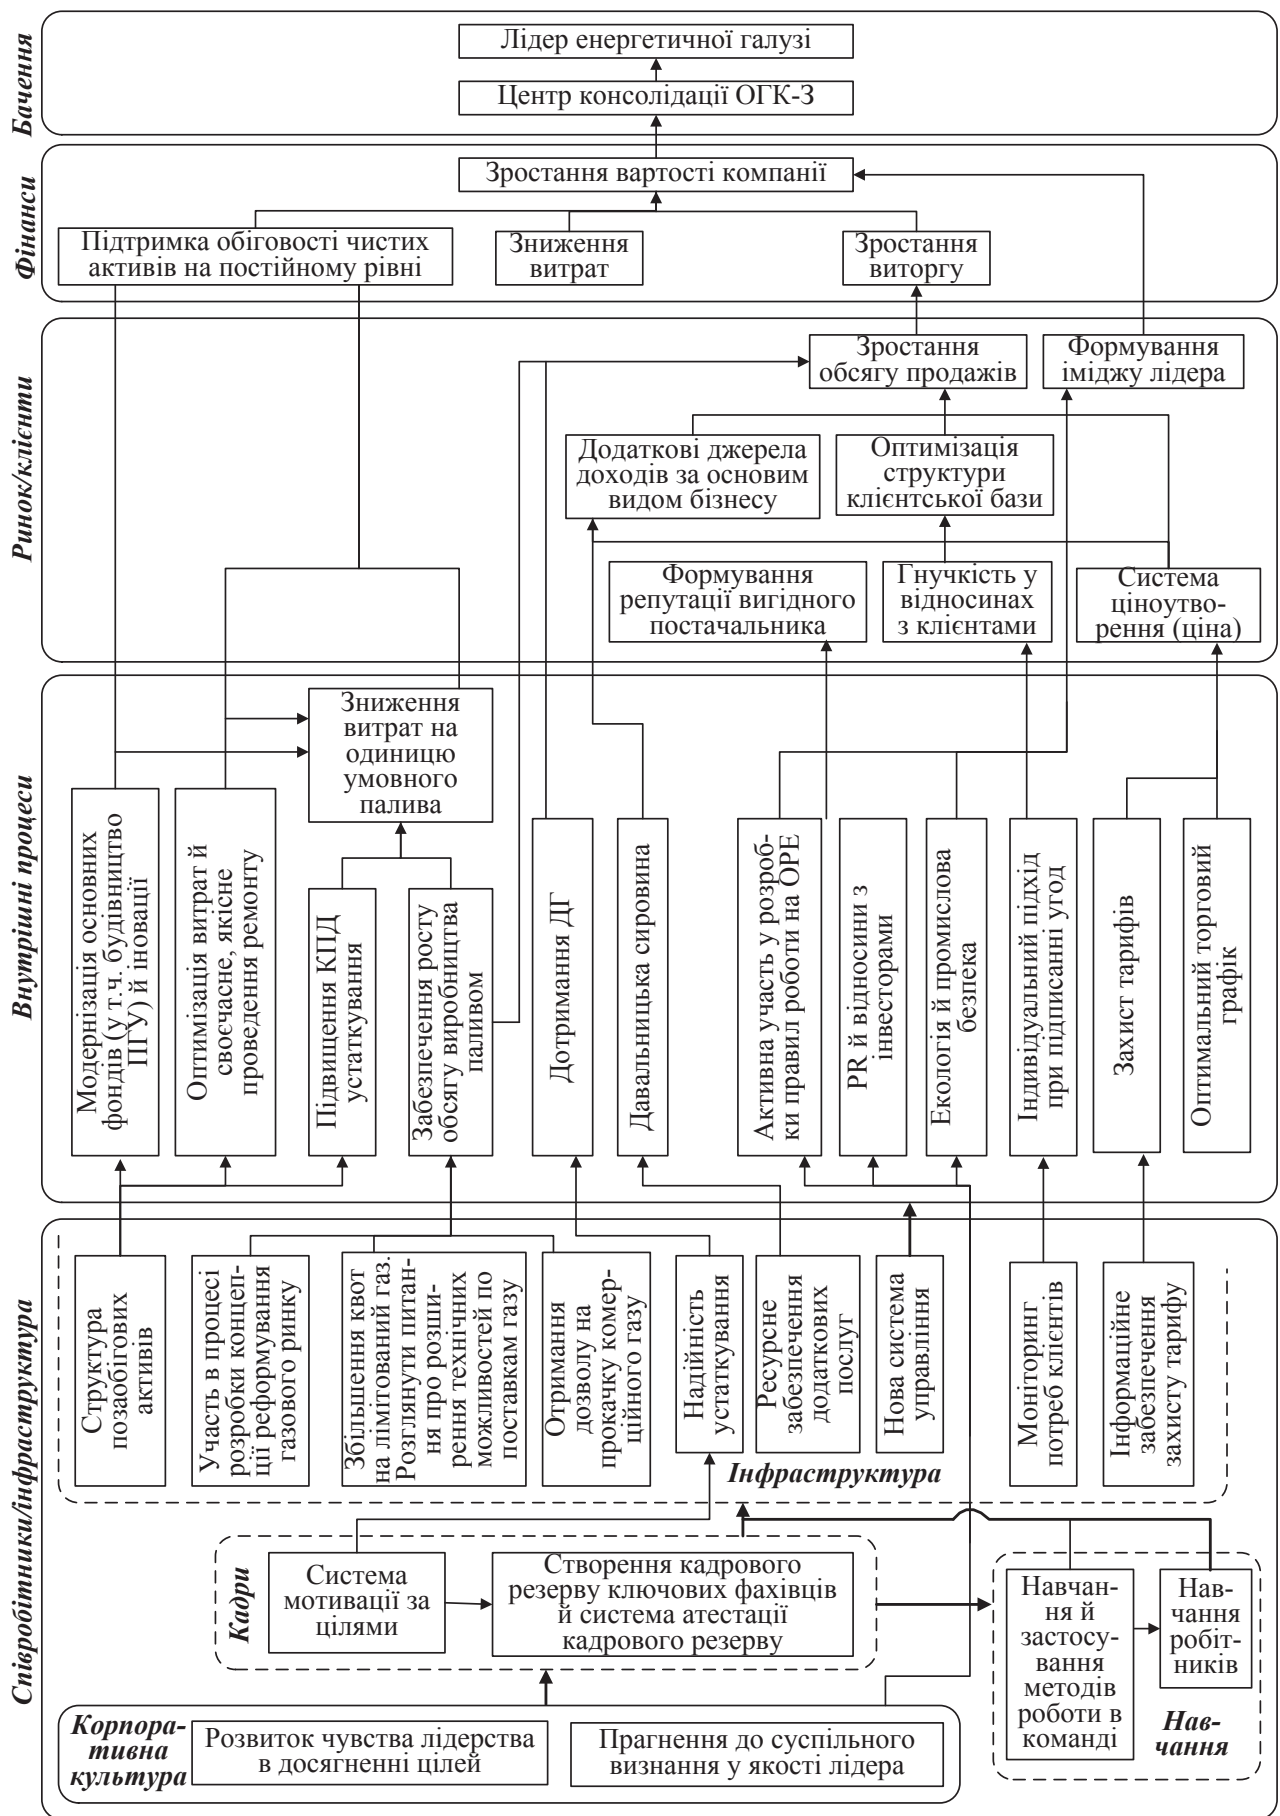 Бачення
Лідер енергетичної галузі
Центр консолідації ОГК-З
Фінанси
Зростання вартості компанії
Підтримка обіговості чистих
активів на постійному рівні
Зниження
витрат
Зростання
виторгу
Ринок/клієнти
Зростання
обсягу продажів
Формування
іміджу лідера
Додаткові джерела
доходів за основим
видом бізнесу
Оптимізація
структури
клієнтської бази
Формування
репутації вигідного
постачальника
Гнучкість у
відносинах
з клієнтами
Система
ціноутво-
рення (ціна)
Внутрішні процеси
Зниження
витрат на
одиницю
умовного
палива
Модернізація основних
фондів (у т.ч. будівництво
ПГУ) й іновації
Оптимізація витрат й
своєчасне, якісне
проведення ремонту
Підвищення КПД
устаткування
Забезпечення росту
обсягу виробництва
паливом
Дотримання ДГ
Давальницька сировина
Активна участь у розроб-
ки правил роботи на ОРЕ
PR й відносини з
інвесторами
Екологія й промислова
безпека
Індивідуальний підхід
при підписанні угод
Захист тарифів
Оптимальний торговий
графік
Співробітники/інфраструктура
Структура
позаобігових
активів
Участь в процесі
розробки концеп-
ції реформування
газового ринку
Збільшення квот
на лімітований газ.
Розглянути питан-
ня про розши-
рення технічних
можливостей по
поставкам газу
Отримання
дозволу на
прокачку комер-
ційного газу
Надійність
устаткування
Ресурсне
забезпечення
додаткових
послуг
Нова система
управління
Моніторинг
потреб клієнтів
Інформаційне
забезпечення
захисту тарифу
Інфраструктура
Кадри
Система
мотивації за
цілями
Створення кадрового
резерву ключових фахівців
й система атестації
кадрового резерву
Навчан-
ня й
застосу-
вання
методів
роботи в
команді
Нав-
чання
робіт-
ників
Нав-
чання
Корпора-
тивна
культура
Розвиток чувства лідерства
в досягненні цілей
Прагнення до суспільного
визнання у якості лідера